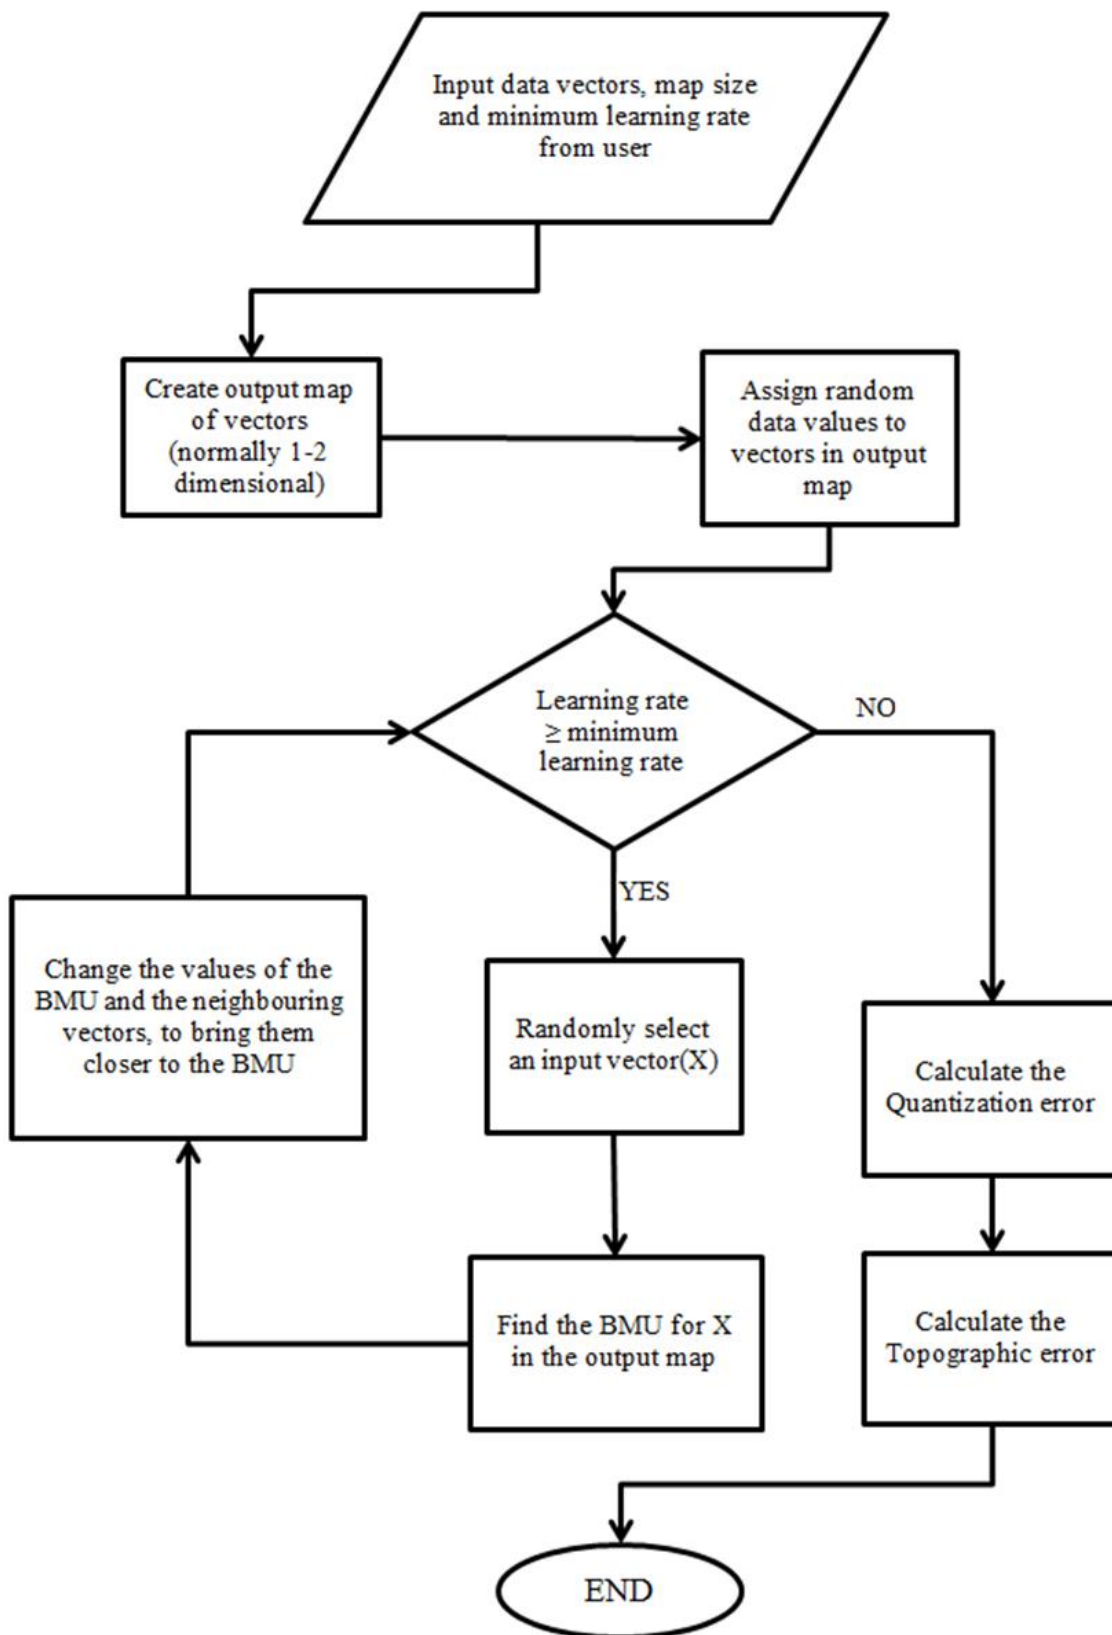 Input data vectors, map size
and minimum learning rate
from user
Create output map
of vectors
(normally 1-2
dimensional)
Assign random
data values to
vectors in output
map
Learning rate
≥ minimum
learning rate
NO
YES
Change the values of the
BMU and the neighbouring
vectors, to bring them
closer to the BMU
Randomly select
an input vector(X)
Calculate the
Quantization error
Find the BMU for X
in the output map
Calculate the
Topographic error
END